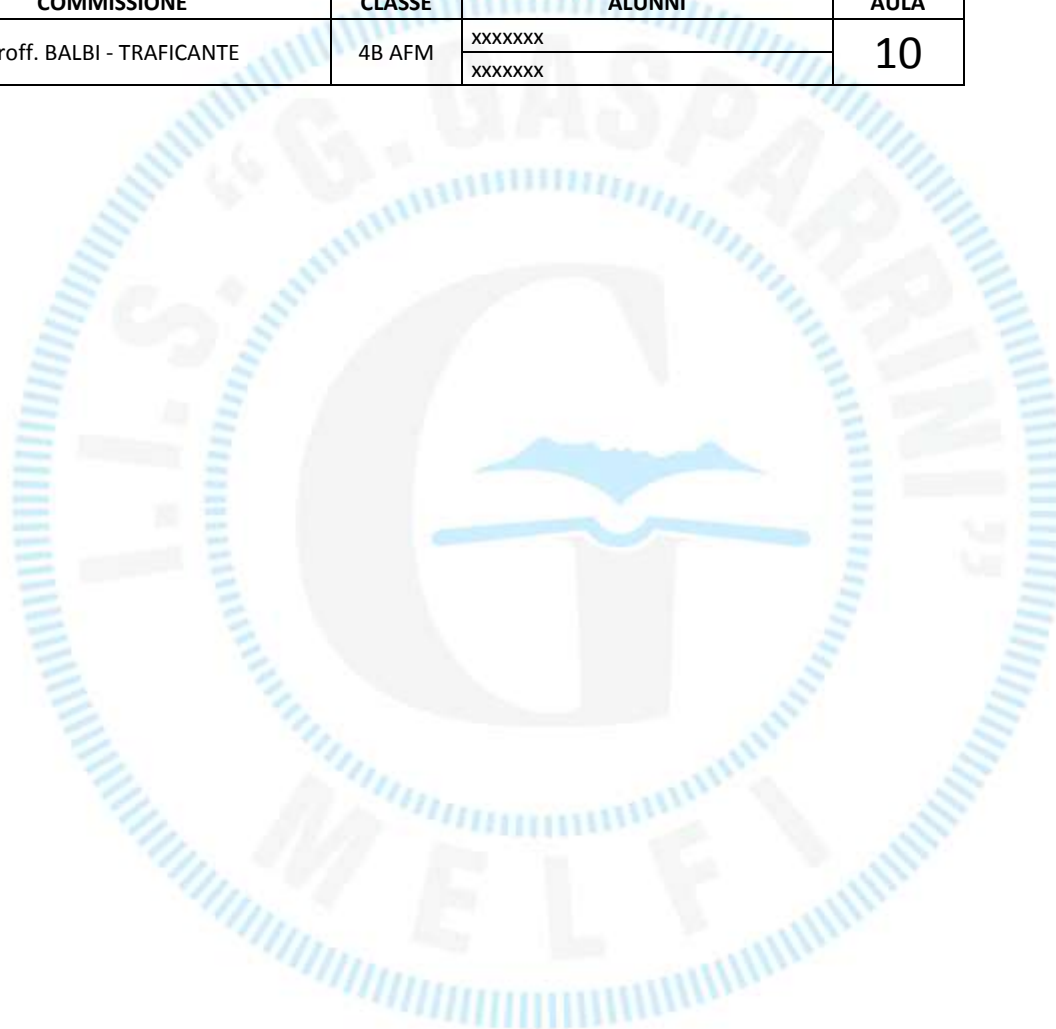 COMMISSIONE CLASSE ALUNNI AULA
roff. BALBI - TRAFICANTE 4B AFM xxxxxxx 10
xxxxxxx
I.I.S. “G. GASPARRINI”
G
MELFI